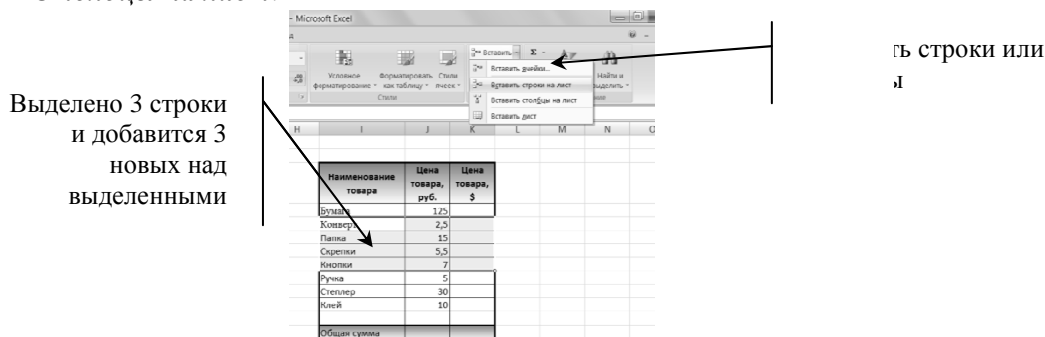 - Microsoft Excel
Вставить
Σ
Условное форматирование
Форматировать как таблицу
Стили ячеек
Стили
Вставить ячейки...
Вставить строки на лист
Вставить столбцы на лист
Вставить лист
Найти и выделить
ть строки или
ы
Выделено 3 строки
и добавится 3
новых над
выделенными
H I J K L M N O
Наименование товара
Цена товара, руб.
Цена товара, $
Бумага 125
Конверт 2,5
Папка 15
Скрепки 5,5
Кнопки 7
Ручка 5
Степлер 30
Клей 10
Общая сумма